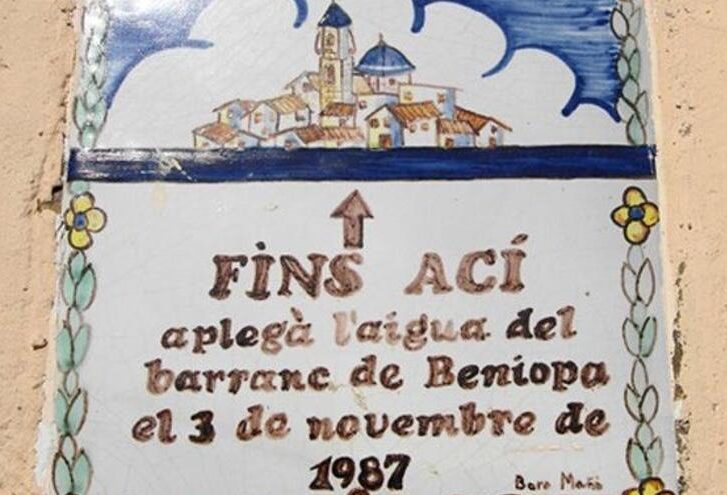 FINS ACÍ
aplegà l'aigua del
barranc de Beniopa
el 3 de novembre de
1987